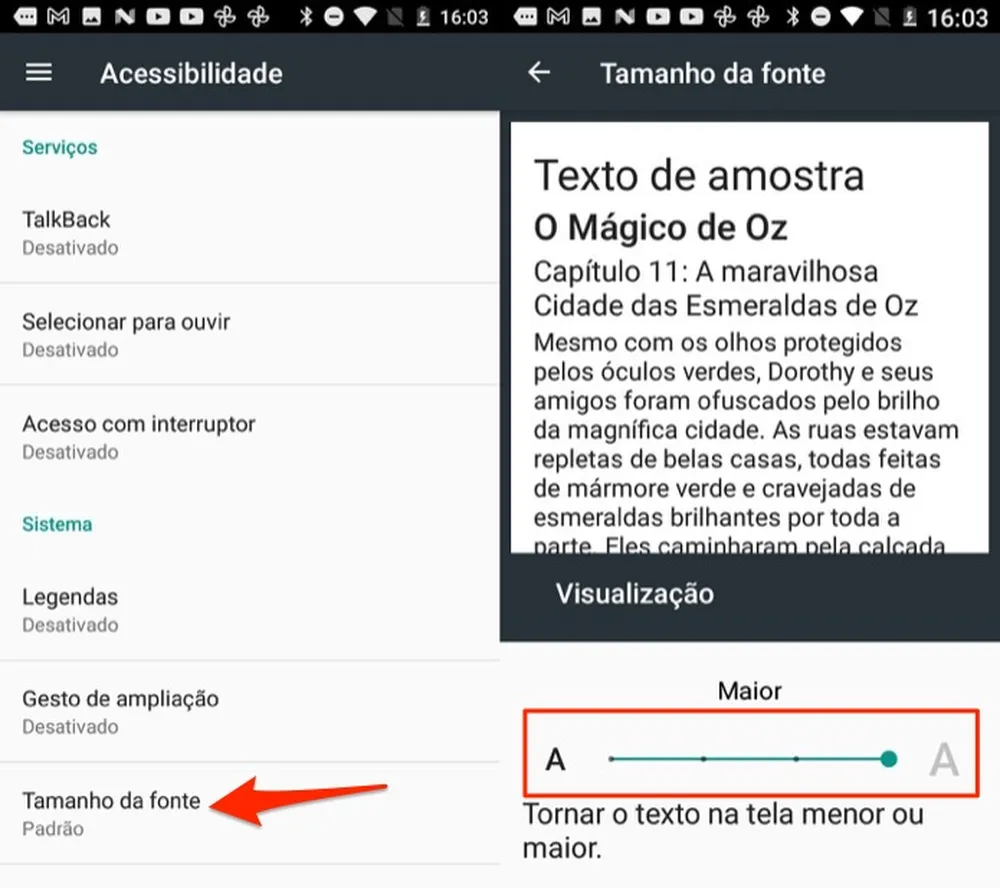 16:03
Acessibilidade
Serviços
TalkBack
Desativado
Selecionar para ouvir
Desativado
Acesso com interruptor
Desativado
Sistema
Legendas
Desativado
Gesto de ampliação
Desativado
Tamanho da fonte
Padrão
16:03
Tamanho da fonte
Texto de amostra
O Mágico de Oz
Capítulo 11: A maravilhosa
Cidade das Esmeraldas de Oz
Mesmo com os olhos protegidos
pelos óculos verdes, Dorothy e seus
amigos foram ofuscados pelo brilho
da magnífica cidade. As ruas estavam
repletas de belas casas, todas feitas
de mármore verde e cravejadas de
esmeraldas brilhantes por toda a
parte. Eles caminharam pela calçada
Visualização
Maior
A A
Tornar o texto na tela menor ou
maior.